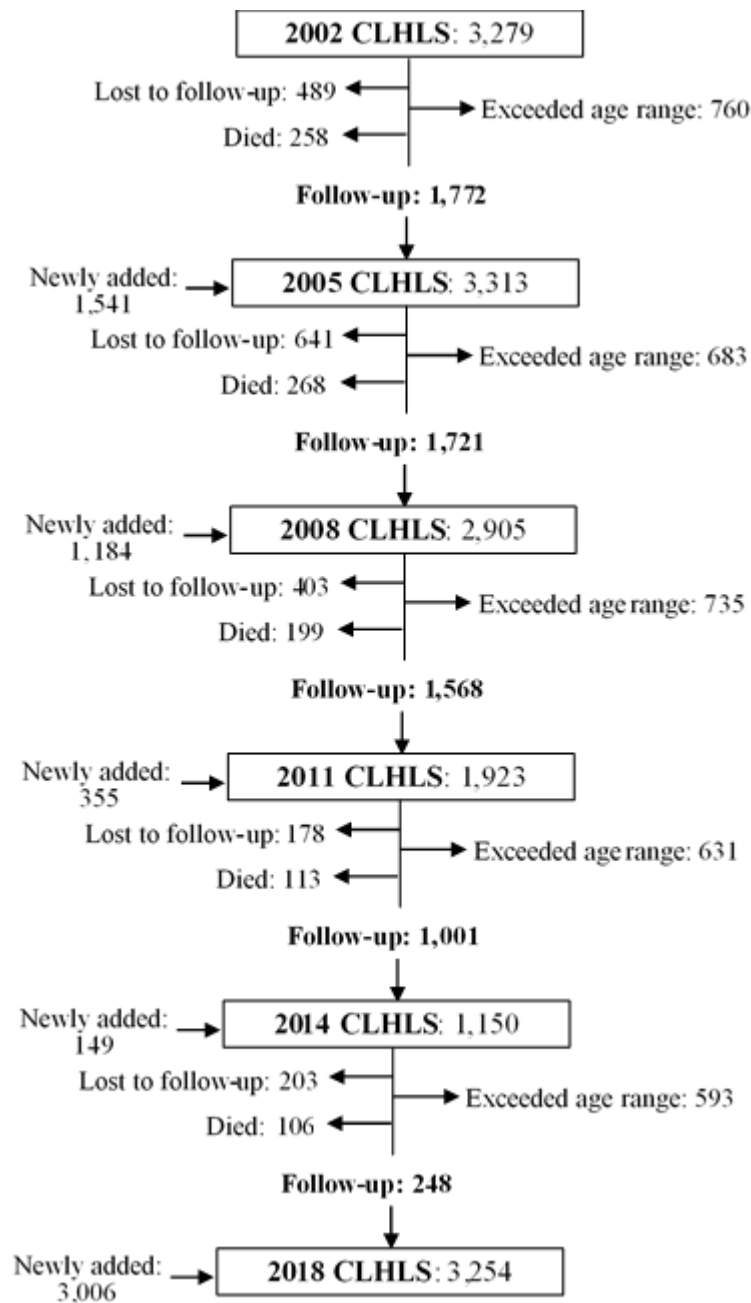 2002 CLHLS: 3,279
Lost to follow-up: 489
Exceeded age range: 760
Died: 258
Follow-up: 1,772
Newly added:
1,541
2005 CLHLS: 3,313
Lost to follow-up: 641
Exceeded age range: 683
Died: 268
Follow-up: 1,721
Newly added:
1,184
2008 CLHLS: 2,905
Lost to follow-up: 403
Exceeded age range: 735
Died: 199
Follow-up: 1,568
Newly added:
355
2011 CLHLS: 1,923
Lost to follow-up: 178
Exceeded age range: 631
Died: 113
Follow-up: 1,001
Newly added:
149
2014 CLHLS: 1,150
Lost to follow-up: 203
Exceeded age range: 593
Died: 106
Follow-up: 248
Newly added:
3,006
2018 CLHLS: 3,254